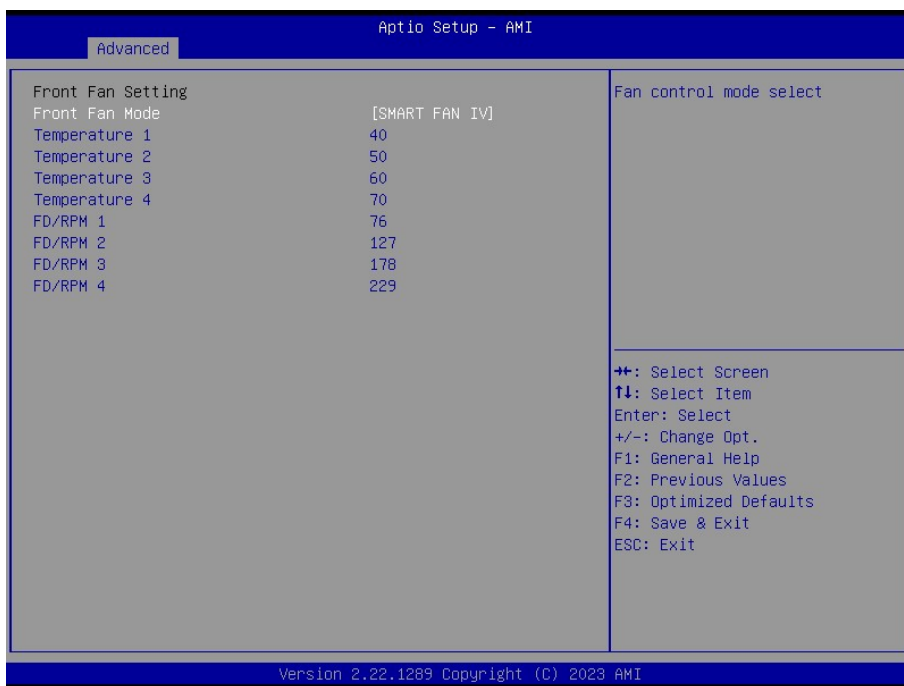 Aptio Setup – AMI
Advanced
Front Fan Setting
Front Fan Mode [SMART FAN IV]
Temperature 1 40
Temperature 2 50
Temperature 3 60
Temperature 4 70
FD/RPM 1 76
FD/RPM 2 127
FD/RPM 3 178
FD/RPM 4 229
Fan control mode select
→←: Select Screen
↑↓: Select Item
Enter: Select
+/-: Change Opt.
F1: General Help
F2: Previous Values
F3: Optimized Defaults
F4: Save & Exit
ESC: Exit
Version 2.22.1289 Copyright (C) 2023 AMI